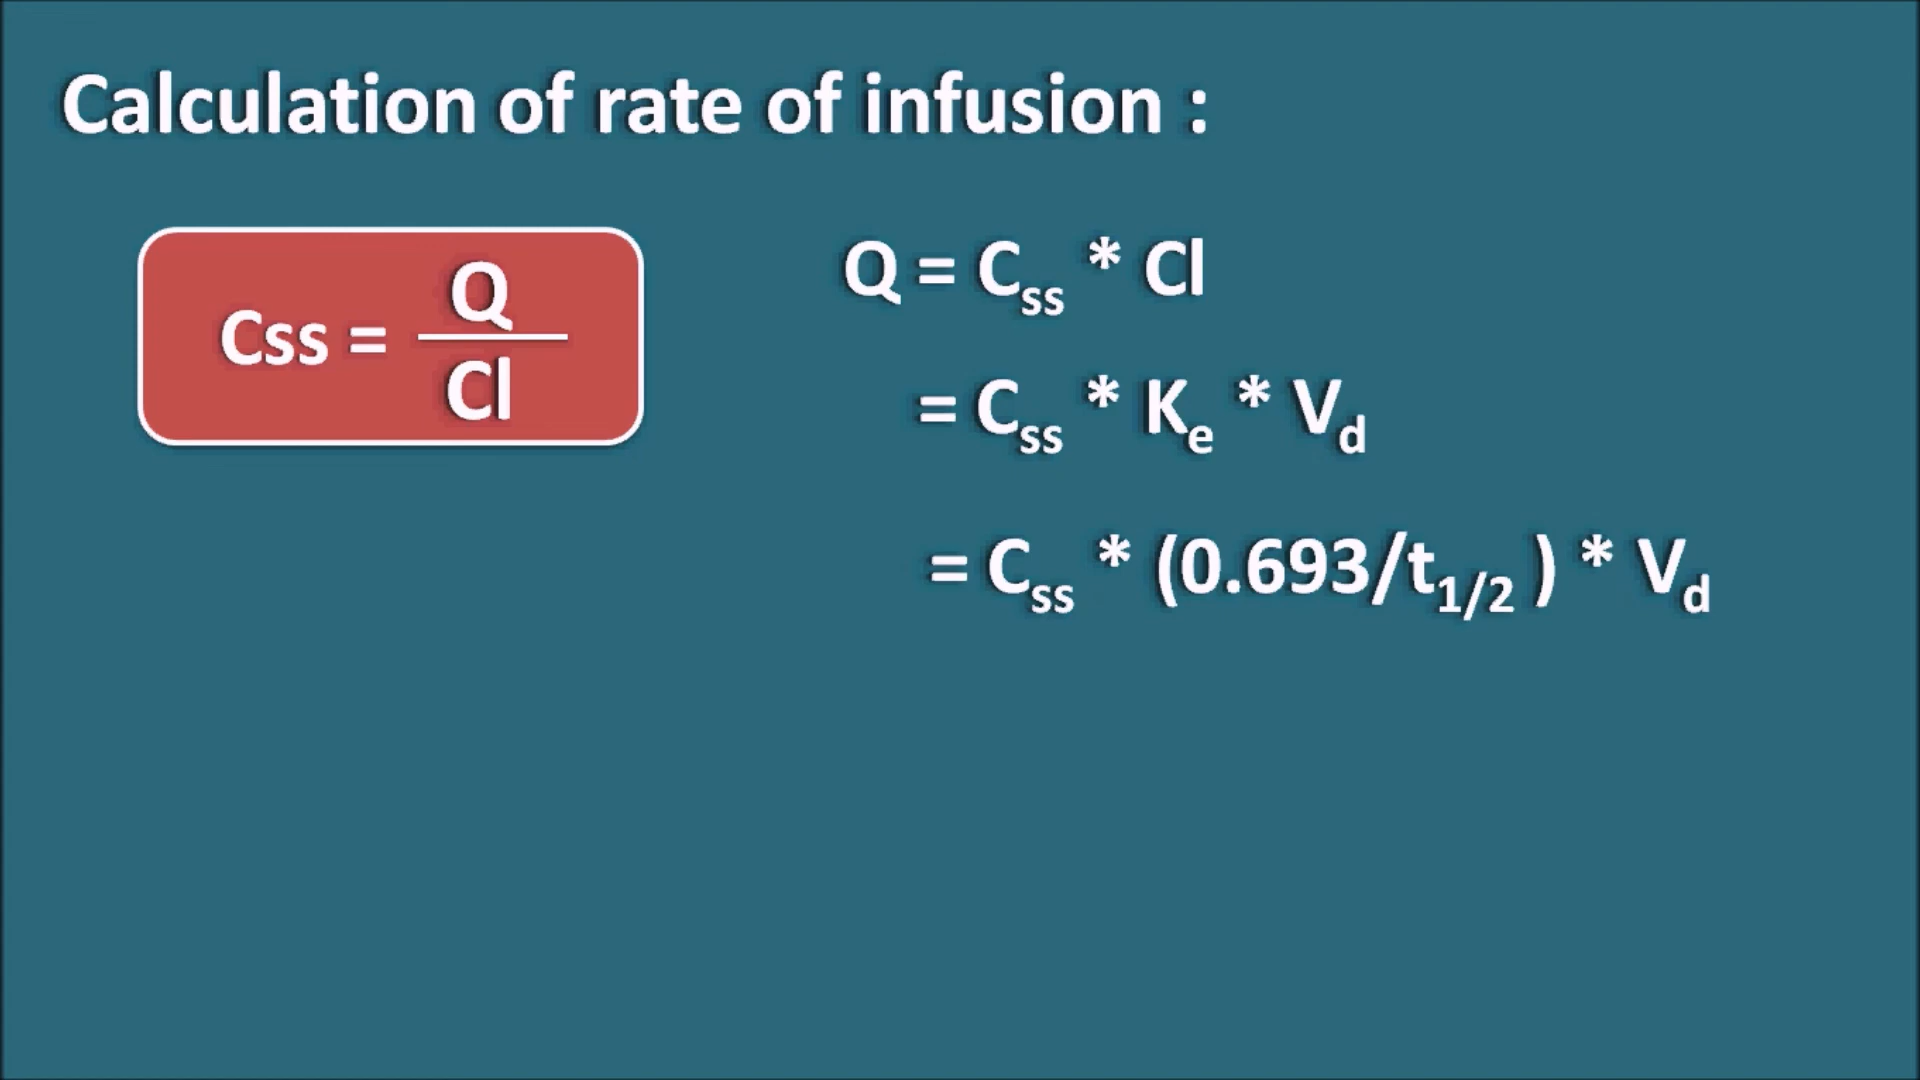 Calculation of rate of infusion :
Css = Q / Cl
Q = Css * Cl
= Css * Ke * Vd
= Css * (0.693/t1/2 ) * Vd